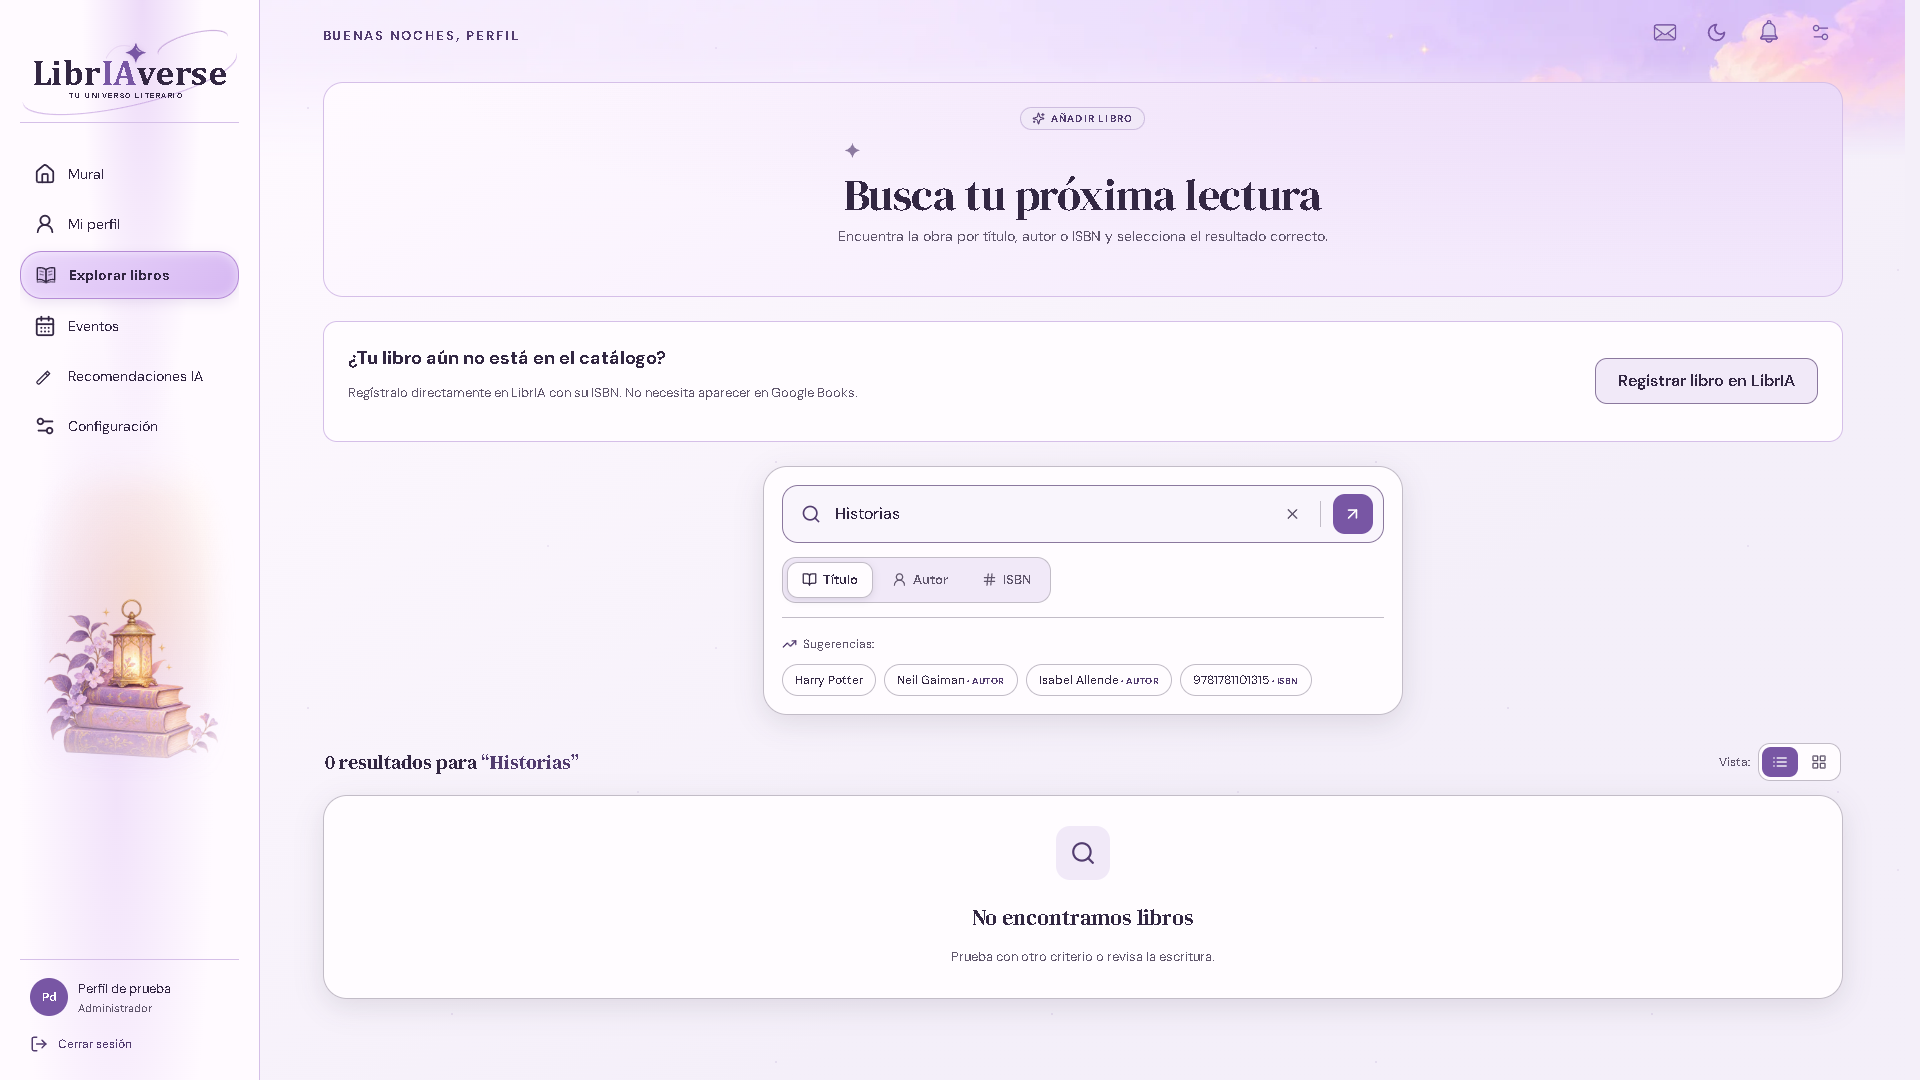 LibrIAverse
TU UNIVERSO LITERARIO
Mural
Mi perfil
Explorar libros
Eventos
Recomendaciones IA
Configuración
Pd
Perfil de prueba
Administrador
Cerrar sesión
BUENAS NOCHES, PERFIL
AÑADIR LIBRO
Busca tu próxima lectura
Encuentra la obra por título, autor o ISBN y selecciona el resultado correcto.
¿Tu libro aún no está en el catálogo?
Regístralo directamente en LibrIA con su ISBN. No necesita aparecer en Google Books.
Registrar libro en LibrIA
Historias
Título Autor ISBN
Sugerencias:
Harry Potter Neil Gaiman · AUTOR Isabel Allende · AUTOR 9781781101315 · ISBN
0 resultados para “Historias”
Vista:
No encontramos libros
Prueba con otro criterio o revisa la escritura.